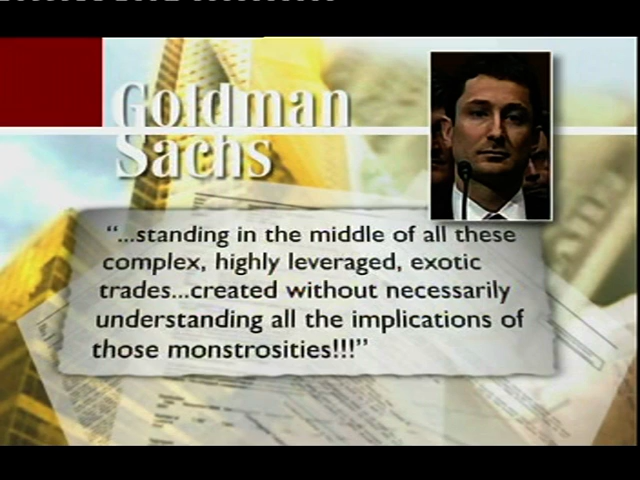 Goldman
Sachs
“...standing in the middle of all these
complex, highly leveraged, exotic
trades...created without necessarily
understanding all the implications of
those monstrosities!!!”